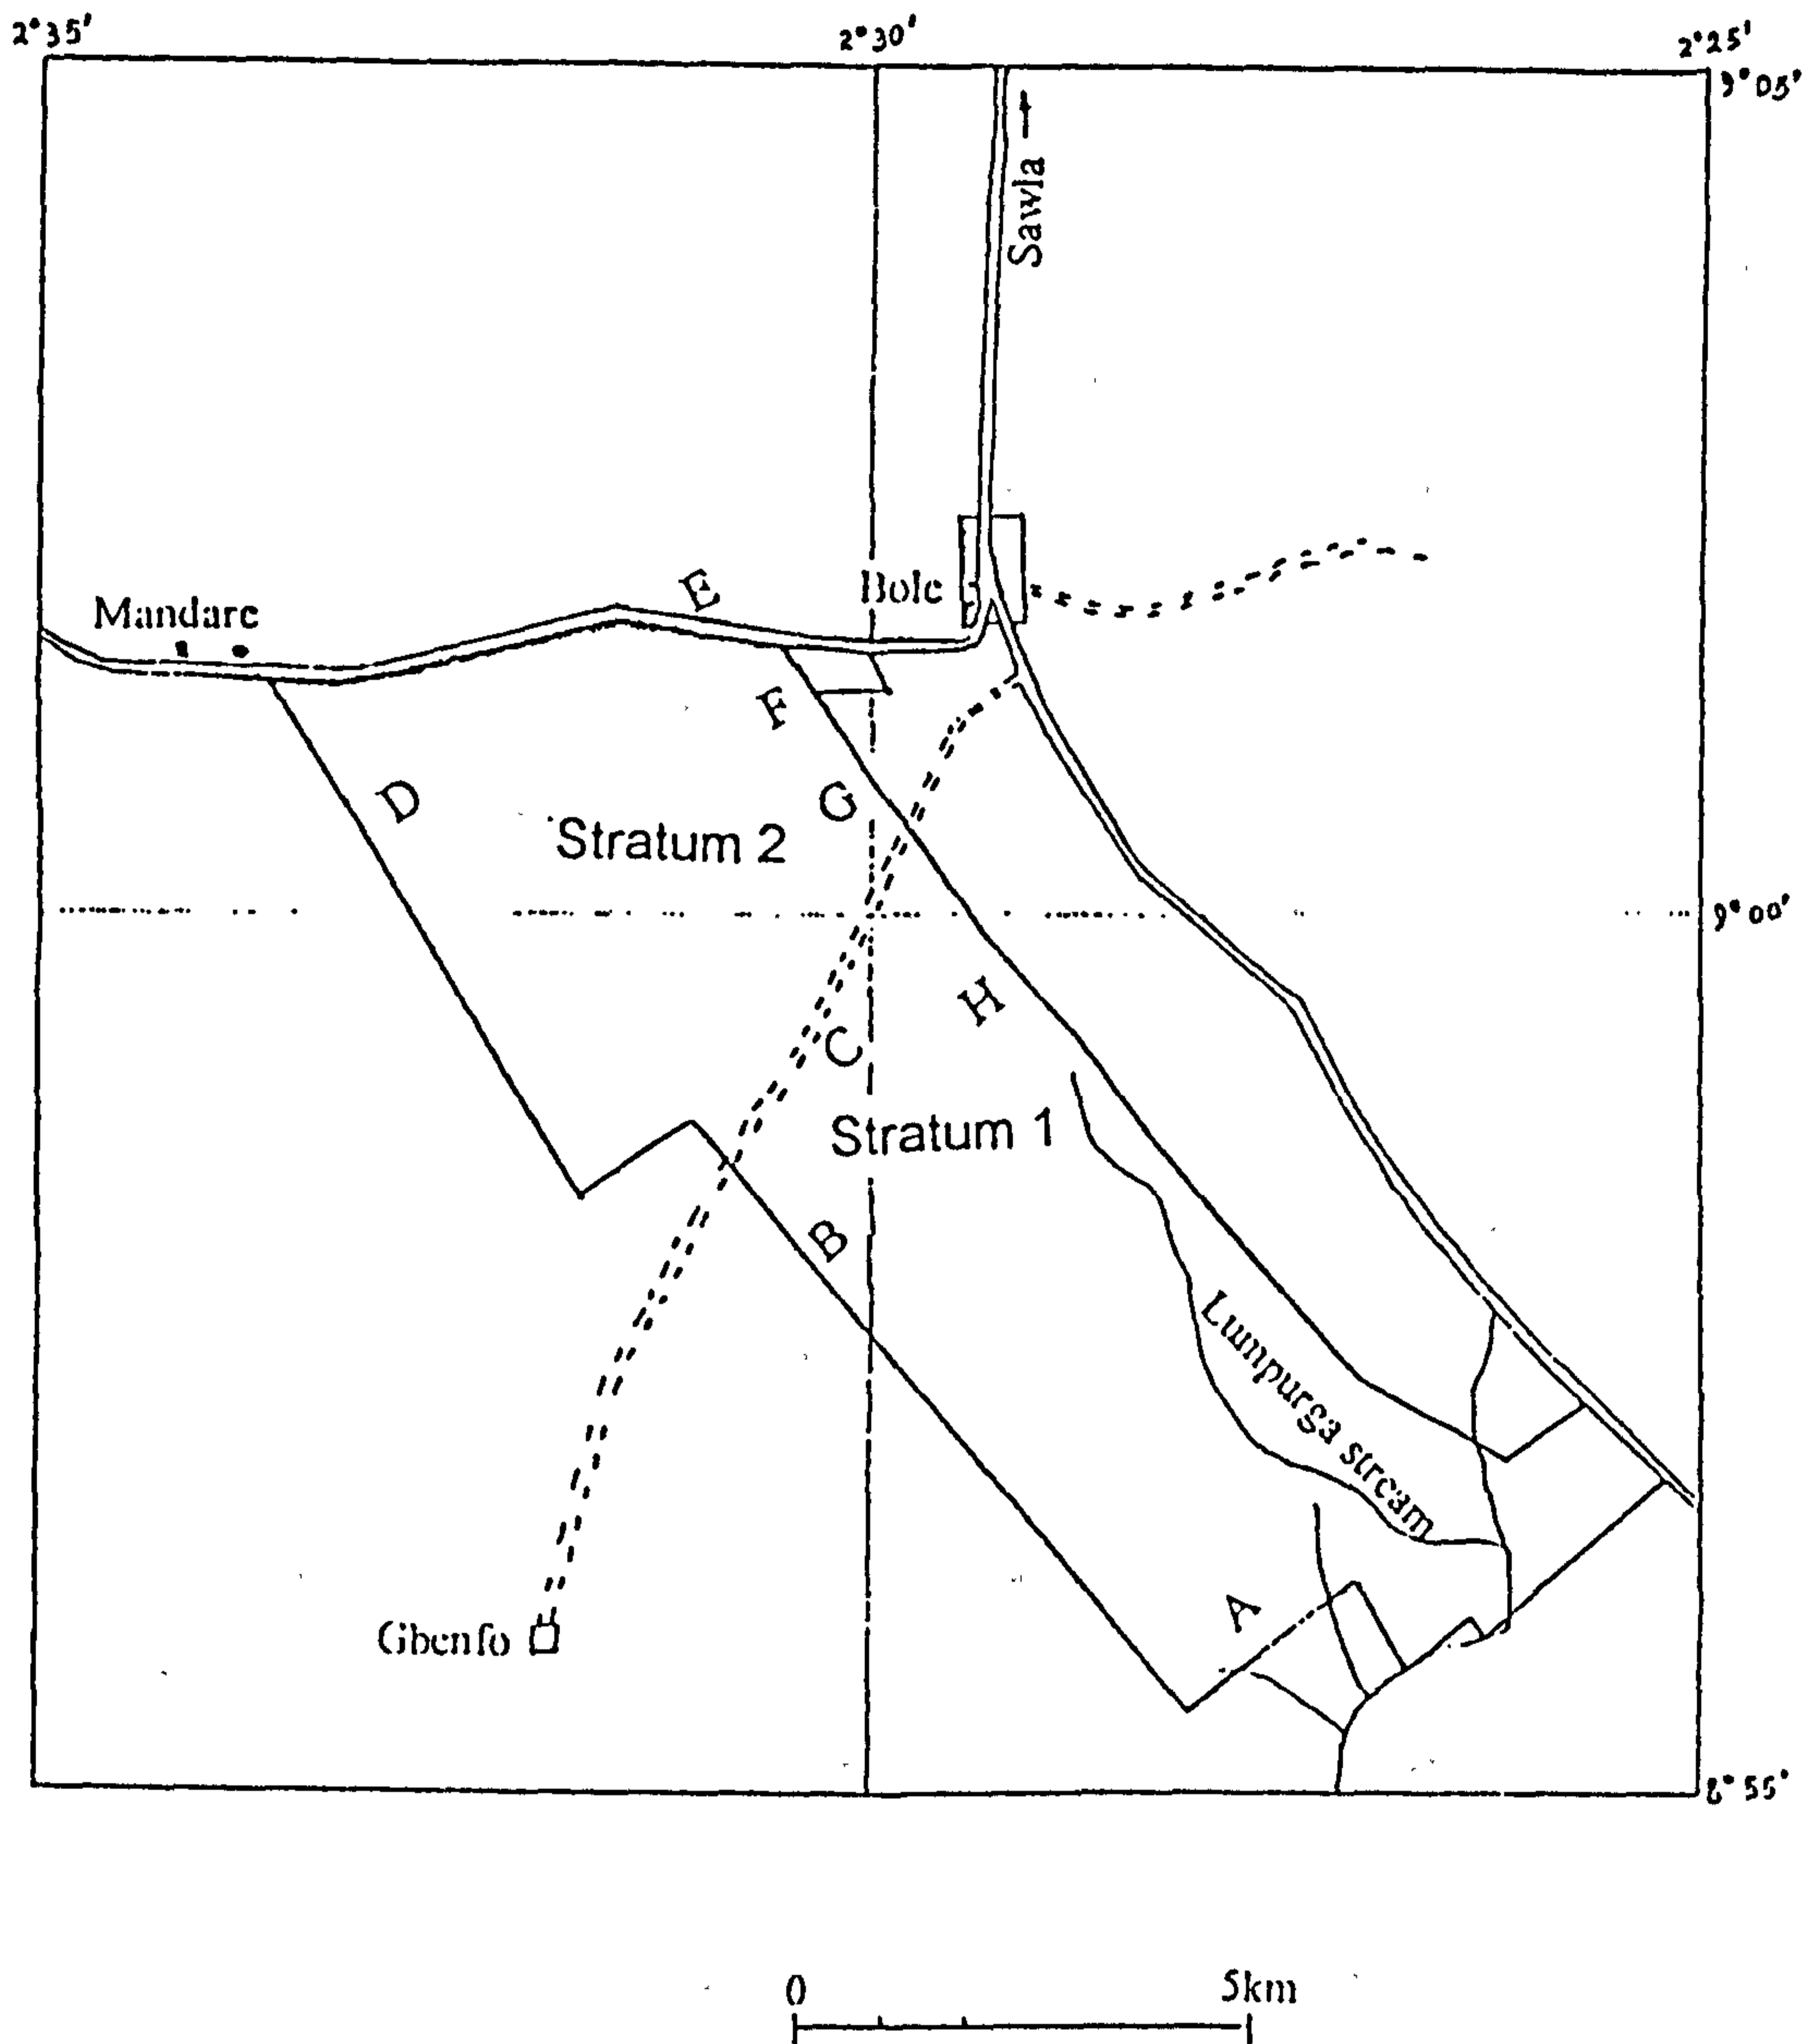 2°35'
2°30'
2°25'
9°05'
Sawla
Bole
Mandare
E
F
D
G
Stratum 2
9°00'
H
C
Stratum 1
B
Lumpurga stream
A
Gbenfo
8°55'
0
5km